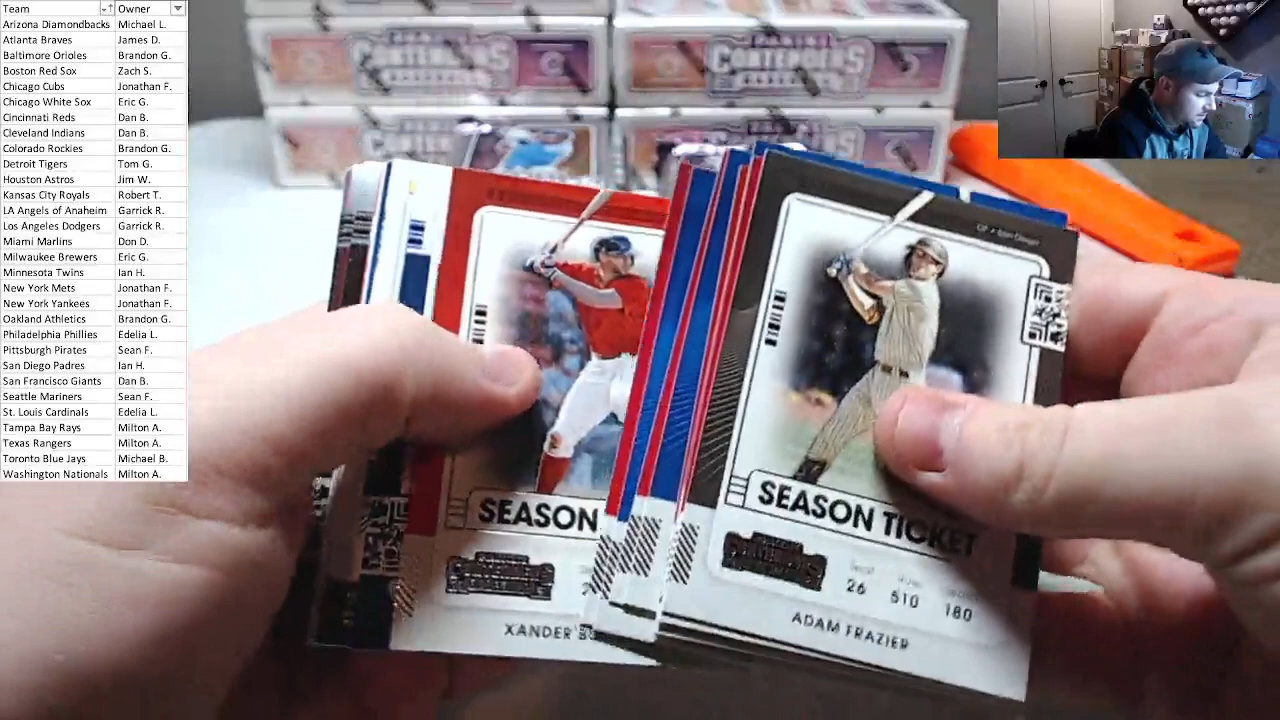 Team Owner
Arizona Diamondbacks Michael L.
Atlanta Braves James D.
Baltimore Orioles Brandon G.
Boston Red Sox Zach S.
Chicago Cubs Jonathan F.
Chicago White Sox Eric G.
Cincinnati Reds Dan B.
Cleveland Indians Dan B.
Colorado Rockies Brandon G.
Detroit Tigers Tom G.
Houston Astros Jim W.
Kansas City Royals Robert T.
LA Angels of Anaheim Garrick R.
Los Angeles Dodgers Garrick R.
Miami Marlins Don P.
Milwaukee Brewers Eric G.
Minnesota Twins Ian H.
New York Mets Jonathan F.
New York Yankees Jonathan F.
Oakland Athletics Brandon G.
Philadelphia Phillies Edelia L.
Pittsburgh Pirates Sean F.
San Diego Padres Ian H.
San Francisco Giants Dan B.
Seattle Mariners Sean F.
St. Louis Cardinals Edelia L.
Tampa Bay Rays Milton A.
Texas Rangers Milton A.
Toronto Blue Jays Michael B.
Washington Nationals Milton A.
PANINI
CONTENDERS
PANINI
CONTENDERS
SEASON
CONTENDERS
XANDER
SEASON TICKET
CONTENDERS
26 510 180
ADAM FRAZIER